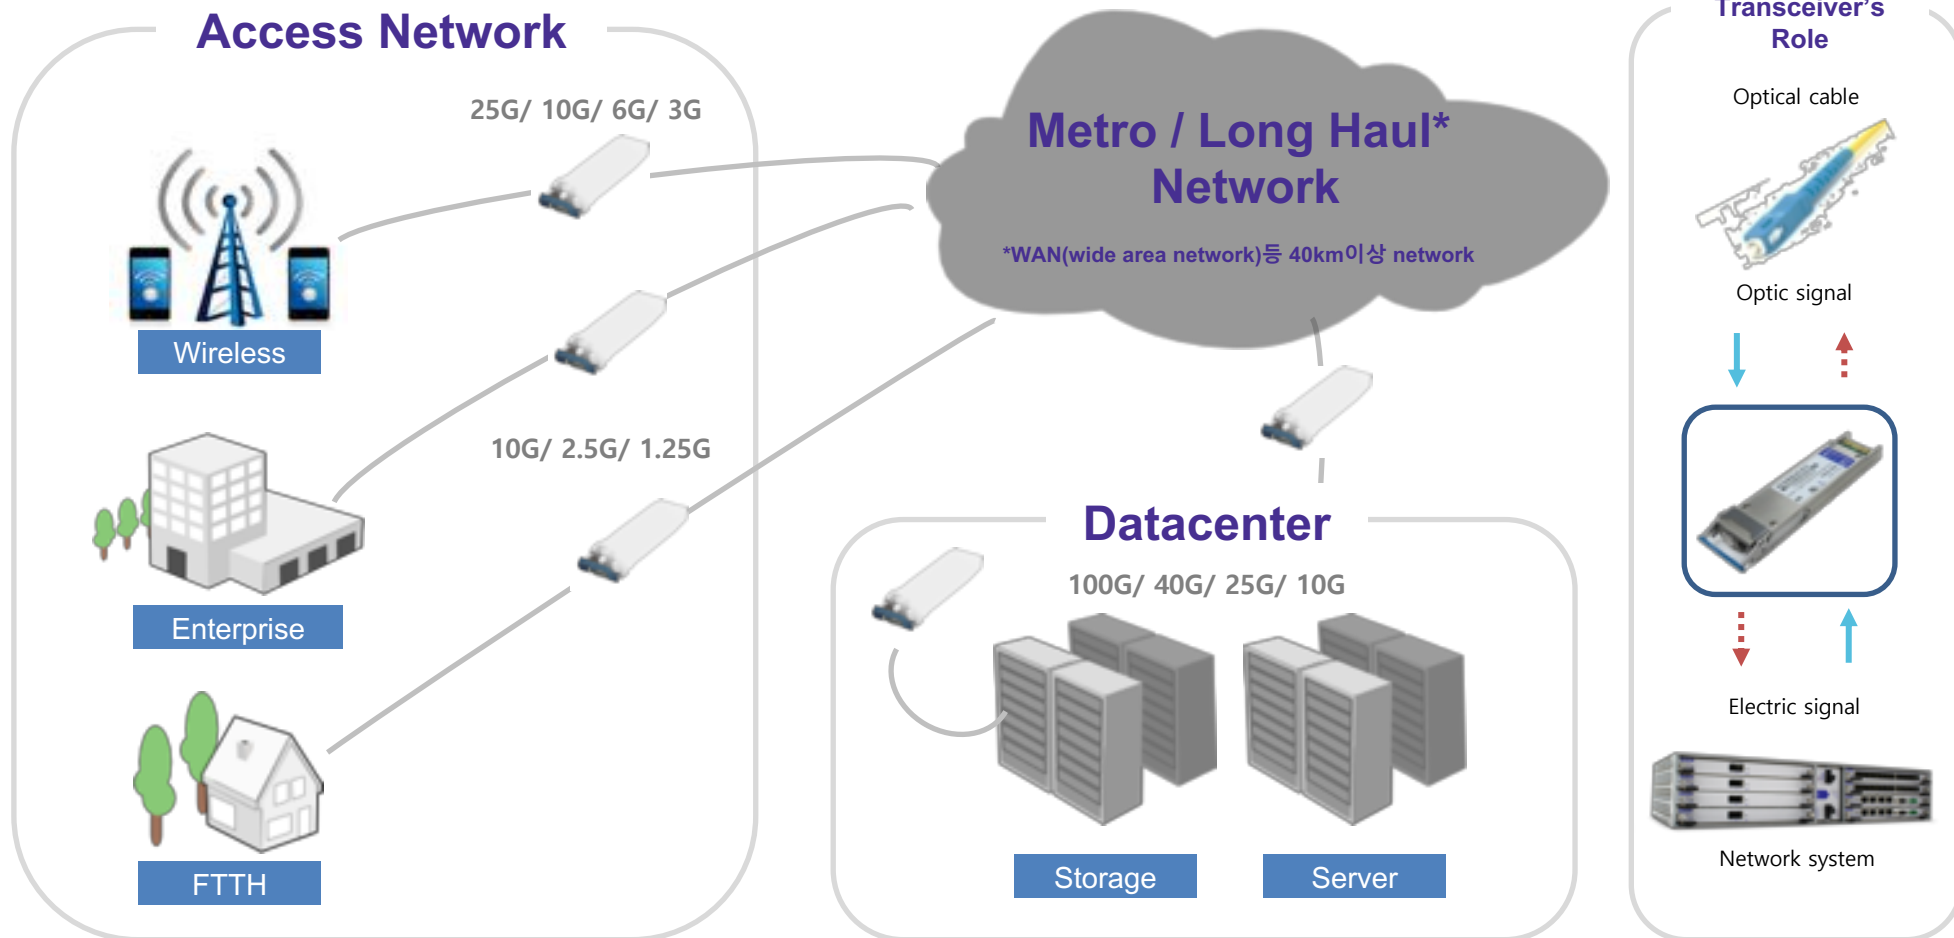 Access Network
25G/ 10G/ 6G/ 3G
Wireless
Enterprise
10G/ 2.5G/ 1.25G
FTTH
Metro / Long Haul*
Network
*WAN(wide area network)등 40km이상 network
Datacenter
100G/ 40G/ 25G/ 10G
Storage
Server
Transceiver's
Role
Optical cable
Optic signal
Electric signal
Network system